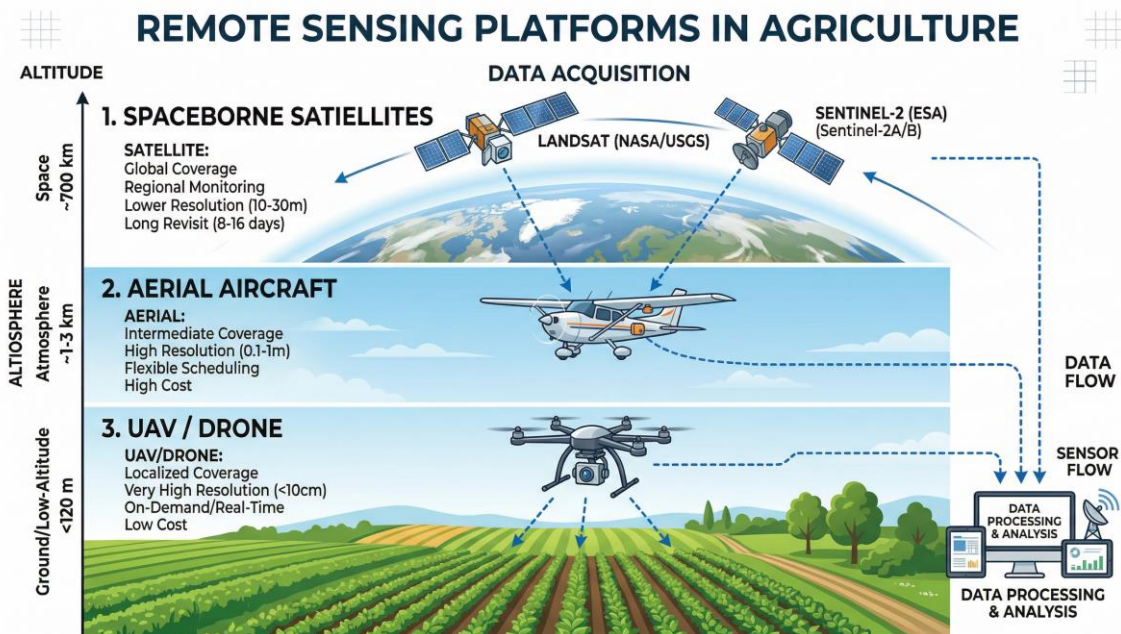 REMOTE SENSING PLATFORMS IN AGRICULTURE
ALTITUDE
DATA ACQUISITION
1. SPACEBORNE SATIELLITES
SATELLITE:
Global Coverage
Regional Monitoring
Lower Resolution (10-30m)
Long Revisit (8-16 days)
LANDSAT (NASA/USGS)
SENTINEL-2 (ESA)
(Sentinel-2A/B)
Space
~700 km
2. AERIAL AIRCRAFT
AERIAL:
Intermediate Coverage
High Resolution (0.1-1m)
Flexible Scheduling
High Cost
ALTIOSPHERE
Atmosphere
~1-3 km
DATA
FLOW
3. UAV / DRONE
UAV/DRONE:
Localized Coverage
Very High Resolution (<10cm)
On-Demand/Real-Time
Low Cost
Ground/Low-Altitude
<120 m
SENSOR
FLOW
DATA
PROCESSING
& ANALYSIS
DATA PROCESSING
& ANALYSIS